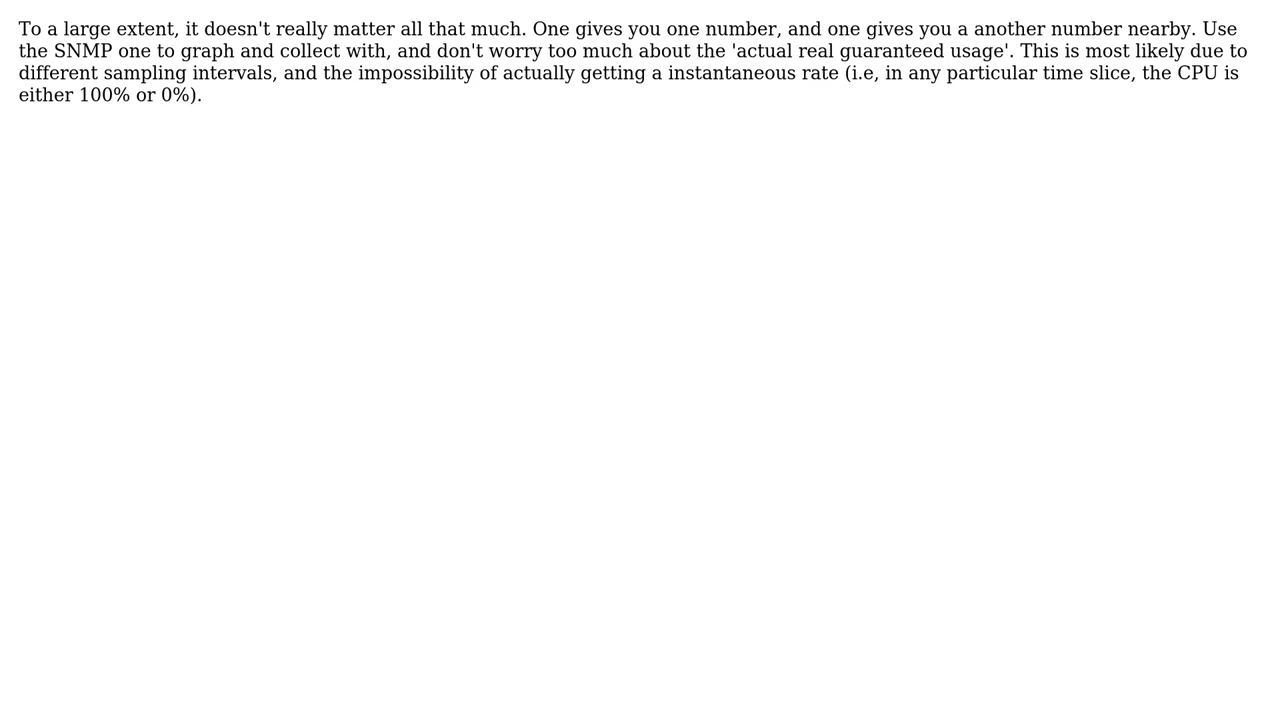 To a large extent, it doesn't really matter all that much. One gives you one number, and one gives you a another number nearby. Use
the SNMP one to graph and collect with, and don't worry too much about the 'actual real guaranteed usage'. This is most likely due to
different sampling intervals, and the impossibility of actually getting a instantaneous rate (i.e, in any particular time slice, the CPU is
either 100% or 0%).